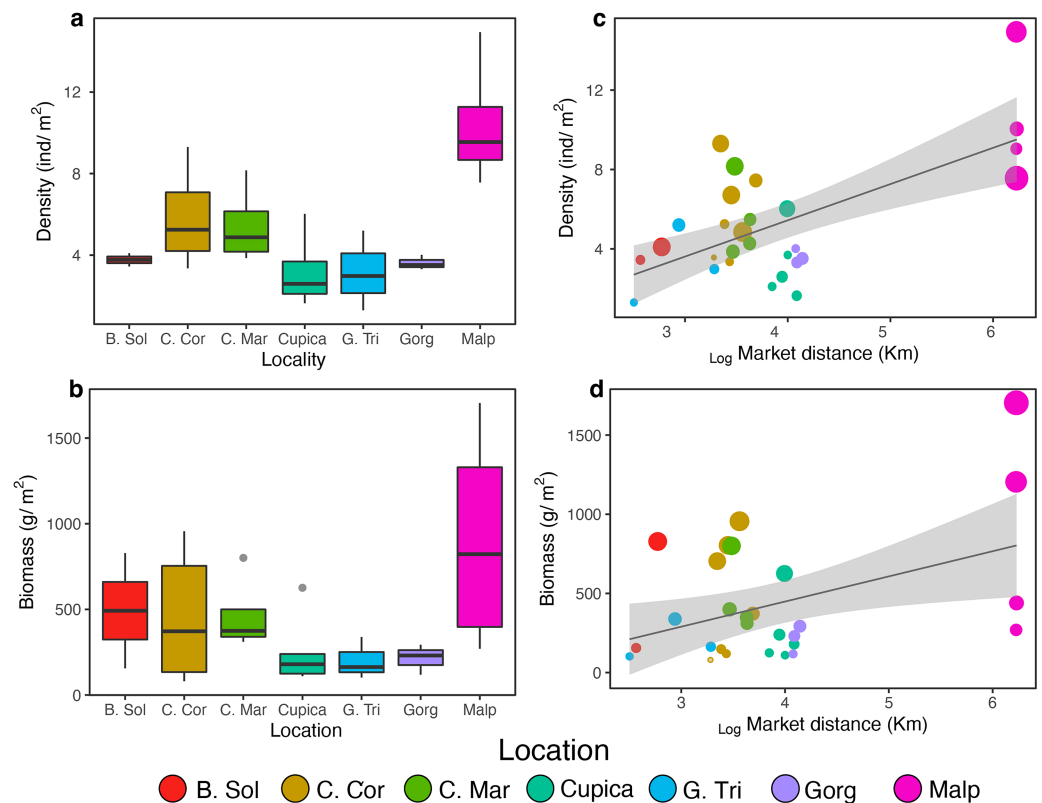 a
Density (ind/ m2)
12
8
4
B. Sol C. Cor C. Mar Cupica G. Tri Gorg Malp
Locality
c
Density (ind/ m2)
12
8
4
3 4 5 6
Log Market distance (Km)
b
Biomass (g/ m2)
1500
1000
500
0
B. Sol C. Cor C. Mar Cupica G. Tri Gorg Malp
Location
d
Biomass (g/ m2)
1500
1000
500
0
3 4 5 6
Log Market distance (Km)
Location
B. Sol C. Cor C. Mar Cupica G. Tri Gorg Malp